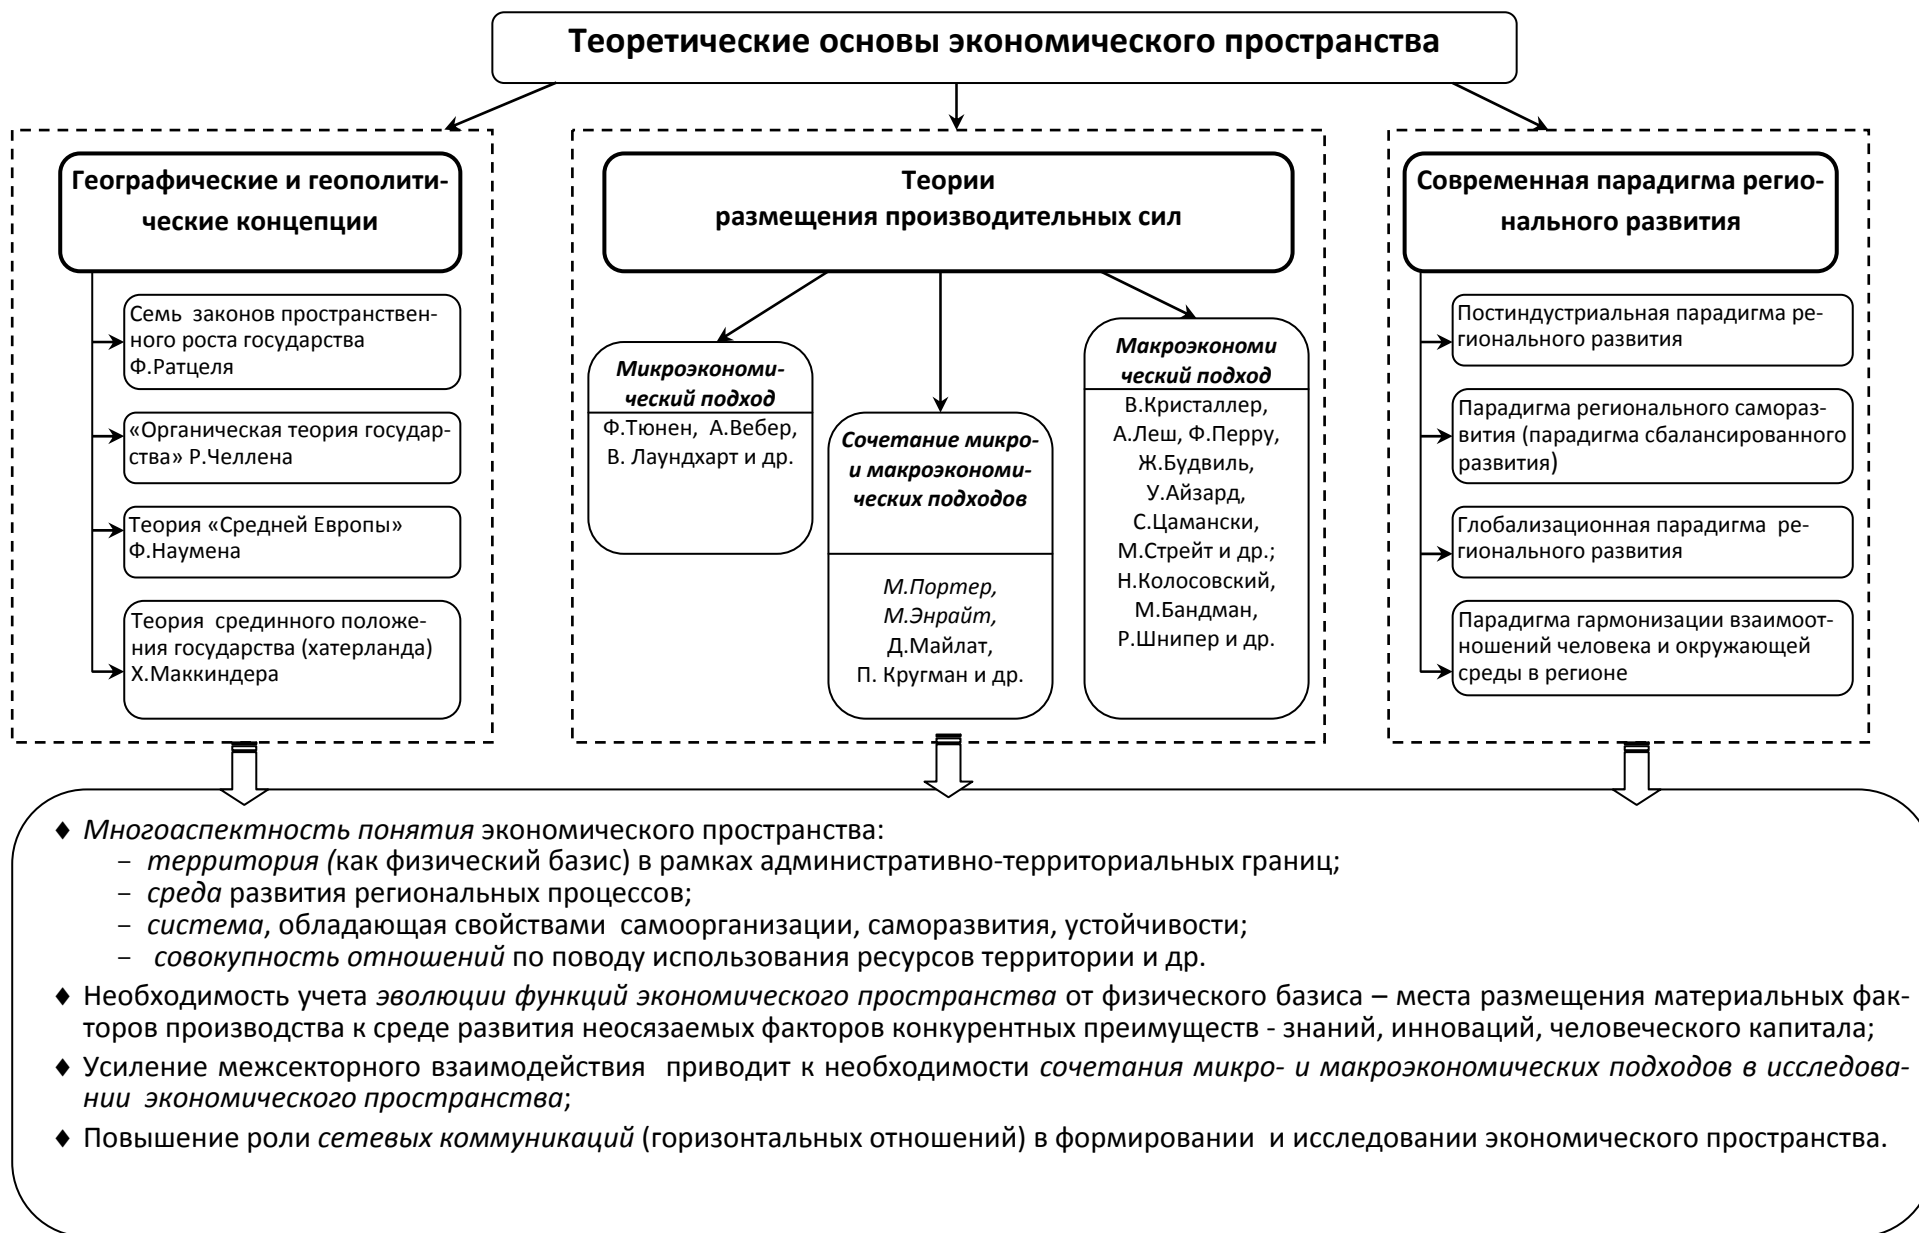 Теоретические основы экономического пространства
Географические и геополити-
ческие концепции
Семь законов пространствен-
ного роста государства
Ф.Ратцеля
«Органическая теория государ-
ства» Р.Челлена
Теория «Средней Европы»
Ф.Наумена
Теория срединного положе-
ния государства (хатерланда)
Х.Маккиндера
Теории
размещения производительных сил
Микроэкономи-
ческий подход
Ф.Тюнен, А.Вебер,
В. Лаундхарт и др.
Сочетание микро-
и макроэкономи-
ческих подходов
М.Портер,
М.Энрайт,
Д.Майлат,
П. Кругман и др.
Макроэкономи
ческий подход
В.Кристаллер,
А.Леш, Ф.Перру,
Ж.Будвиль,
У.Айзард,
С.Цамански,
М.Стрейт и др.;
Н.Колосовский,
М.Бандман,
Р.Шнипер и др.
Современная парадигма регио-
нального развития
Постиндустриальная парадигма ре-
гионального развития
Парадигма регионального самораз-
вития (парадигма сбалансированного
развития)
Глобализационная парадигма ре-
гионального развития
Парадигма гармонизации взаимоот-
ношений человека и окружающей
среды в регионе
♦ Многоаспектность понятия экономического пространства:
– территория (как физический базис) в рамках административно-территориальных границ;
– среда развития региональных процессов;
– система, обладающая свойствами самоорганизации, саморазвития, устойчивости;
– совокупность отношений по поводу использования ресурсов территории и др.
♦ Необходимость учета эволюции функций экономического пространства от физического базиса – места размещения материальных фак-
торов производства к среде развития неосязаемых факторов конкурентных преимуществ - знаний, инноваций, человеческого капитала;
♦ Усиление межсекторного взаимодействия приводит к необходимости сочетания микро- и макроэкономических подходов в исследова-
нии экономического пространства;
♦ Повышение роли сетевых коммуникаций (горизонтальных отношений) в формировании и исследовании экономического пространства.